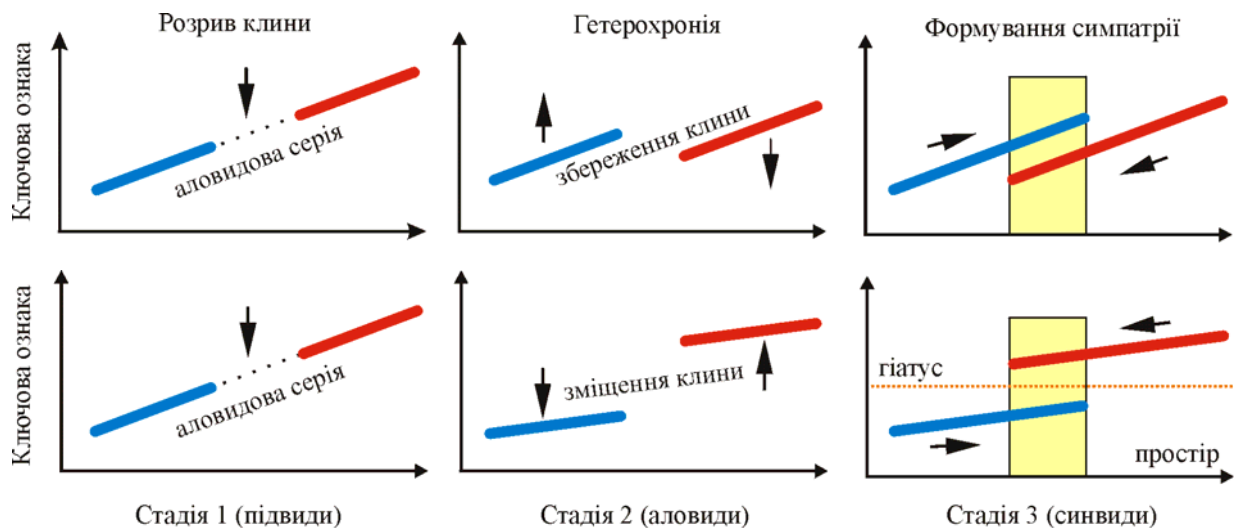 Розрив клини
Гетерохронія
Формування симпатрії
Ключова ознака
аловидова серія
збереження клини
Ключова ознака
аловидова серія
зміщення клини
гіатус
простір
Стадія 1 (підвиди)
Стадія 2 (аловиди)
Стадія 3 (синвиди)